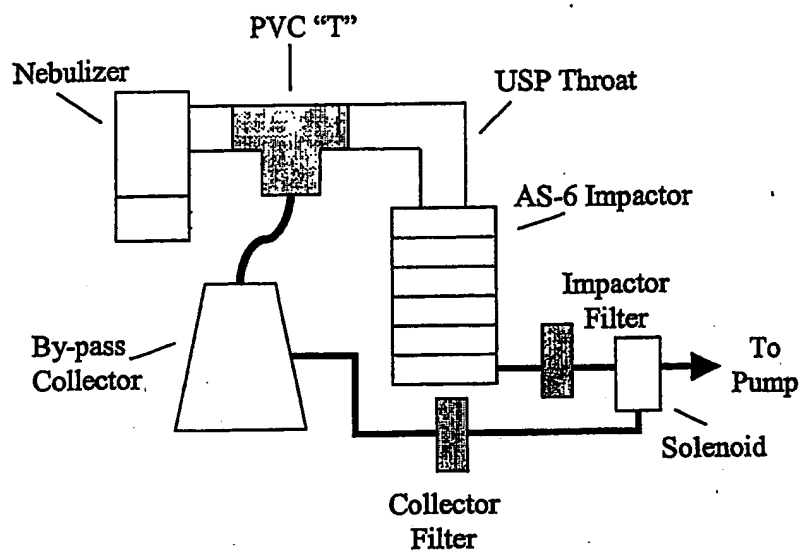 PVC “T”
Nebulizer
USP Throat
AS-6 Impactor
Impactor
Filter
By-pass
Collector
To
Pump
Solenoid
Collector
Filter